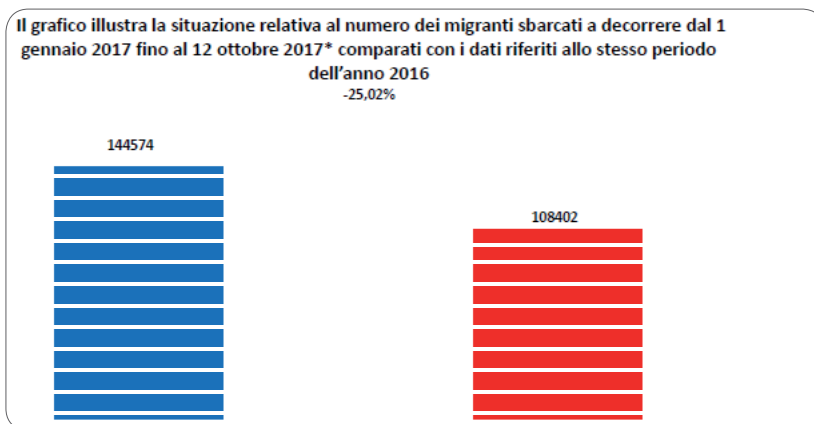 Il grafico illustra la situazione relativa al numero dei migranti sbarcati a decorrere dal 1
gennaio 2017 fino al 12 ottobre 2017* comparati con i dati riferiti allo stesso periodo
dell’anno 2016
-25,02%
144574
108402